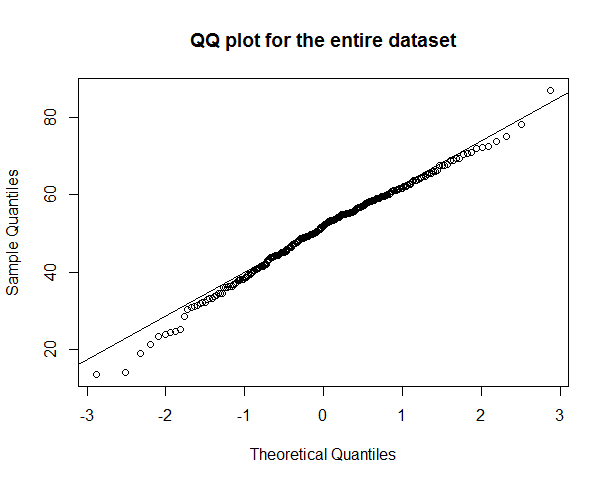 QQ plot for the entire dataset
Sample Quantiles
80
60
40
20
-3 -2 -1 0 1 2 3
Theoretical Quantiles